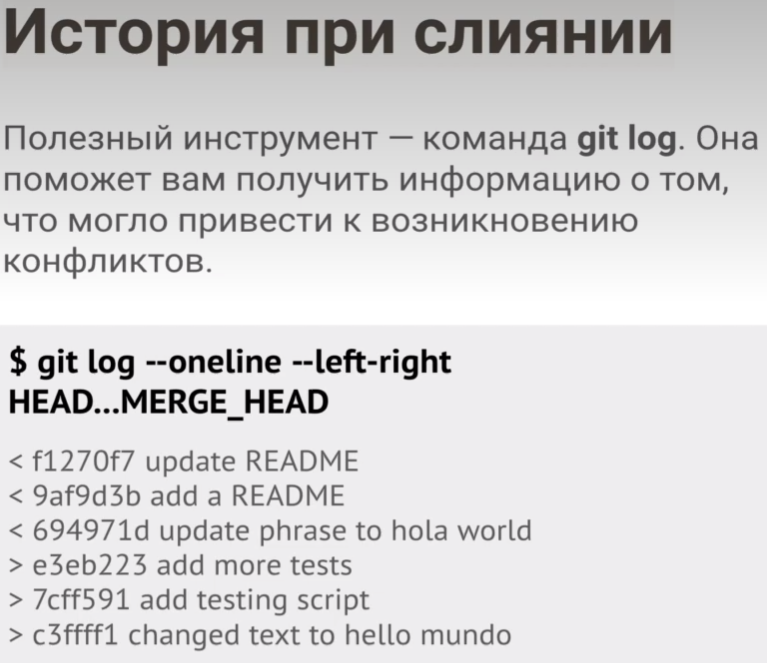 История при слиянии
Полезный инструмент — команда git log. Она
поможет вам получить информацию о том,
что могло привести к возникновению
конфликтов.
$ git log --oneline --left-right
HEAD...MERGE_HEAD
< f1270f7 update README
< 9af9d3b add a README
< 694971d update phrase to hola world
> e3eb223 add more tests
> 7cff591 add testing script
> c3ffff1 changed text to hello mundo